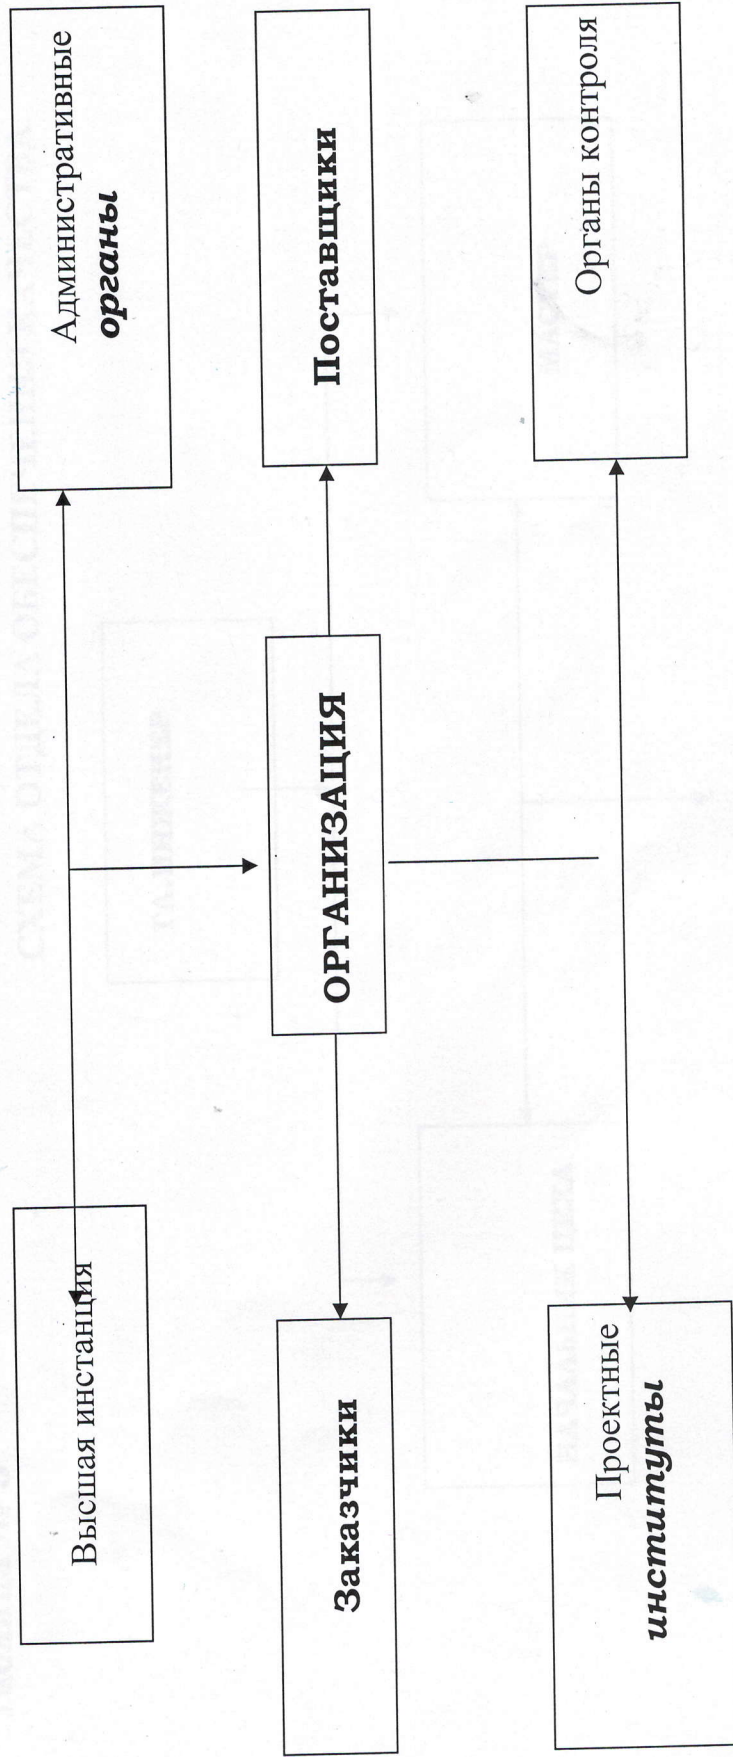 Высшая инстанция
Административные
органы
Заказчики
ОРГАНИЗАЦИЯ
Поставщики
Проектные
институты
Органы контроля